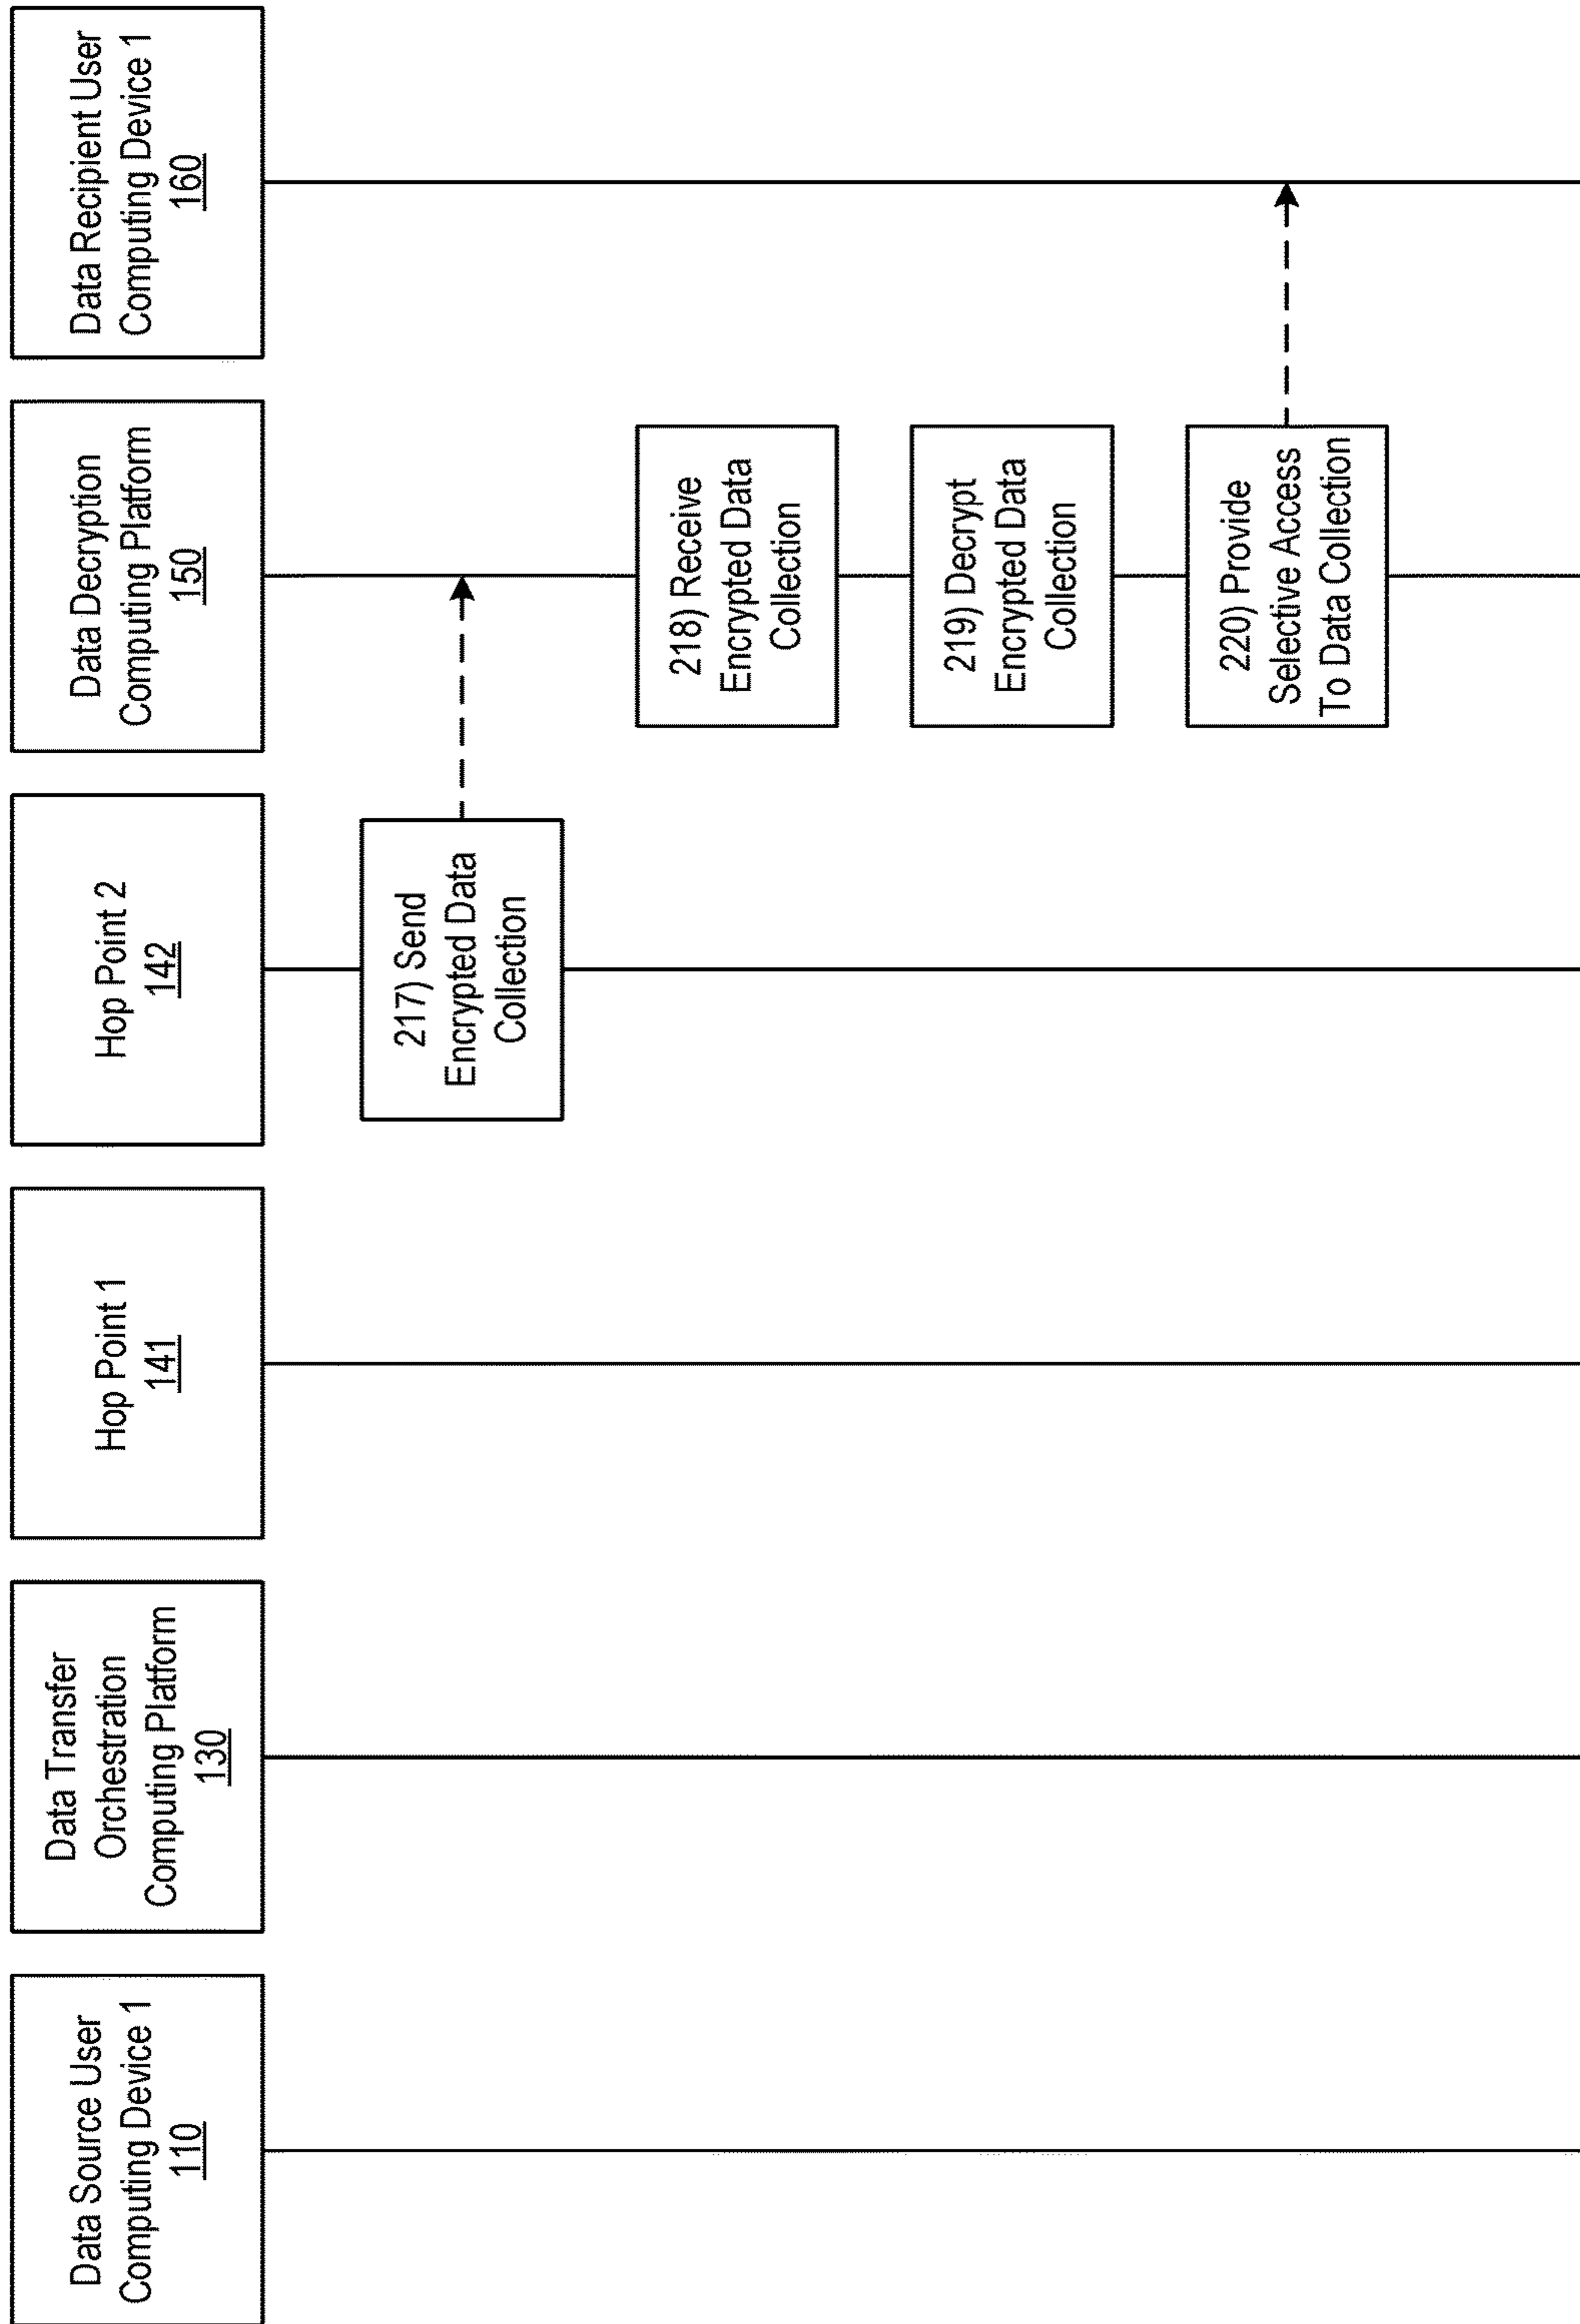 Data Source User
Computing Device 1
110
Data Transfer
Orchestration
Computing Platform
130
Hop Point 1
141
Hop Point 2
142
Data Decryption
Computing Platform
150
Data Recipient User
Computing Device 1
160
217) Send
Encrypted Data
Collection
218) Receive
Encrypted Data
Collection
219) Decrypt
Encrypted Data
Collection
220) Provide
Selective Access
To Data Collection